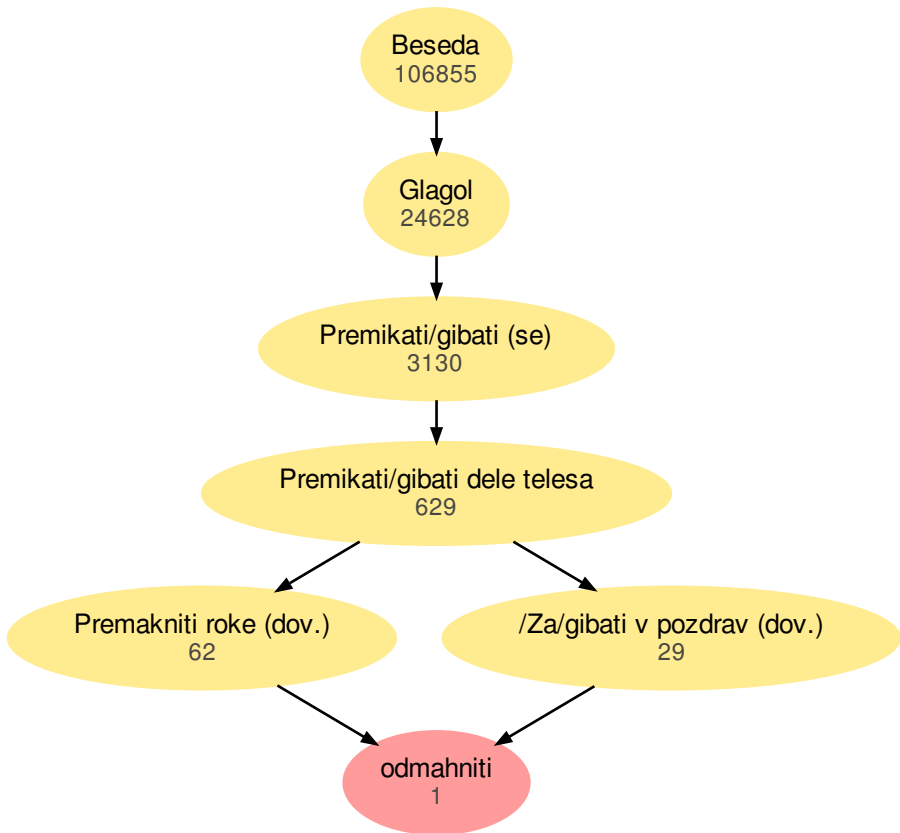 Beseda
106855
Glagol
24628
Premikati/gibati (se)
3130
Premikati/gibati dele telesa
629
Premakniti roke (dov.)
62
/Za/gibati v pozdrav (dov.)
29
odmahniti
1